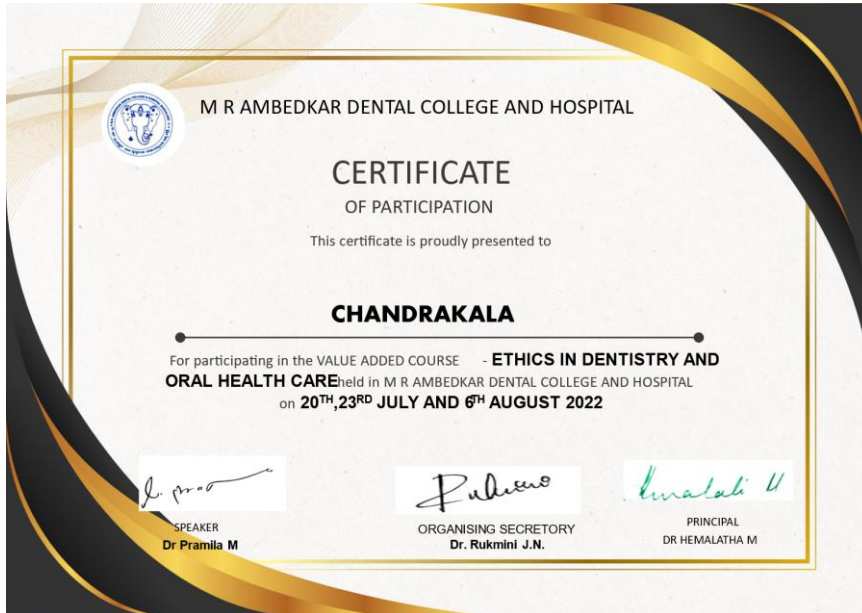 M R AMBEDKAR DENTAL COLLEGE AND HOSPITAL
CERTIFICATE
OF PARTICIPATION
This certificate is proudly presented to
CHANDRAKALA
For participating in the VALUE ADDED COURSE - ETHICS IN DENTISTRY AND
ORAL HEALTH CARE held in M R AMBEDKAR DENTAL COLLEGE AND HOSPITAL
on 20TH,23RD JULY AND 6TH AUGUST 2022
SPEAKER
Dr Pramila M
ORGANISING SECRETORY
Dr. Rukmini J.N.
PRINCIPAL
DR HEMALATHA M